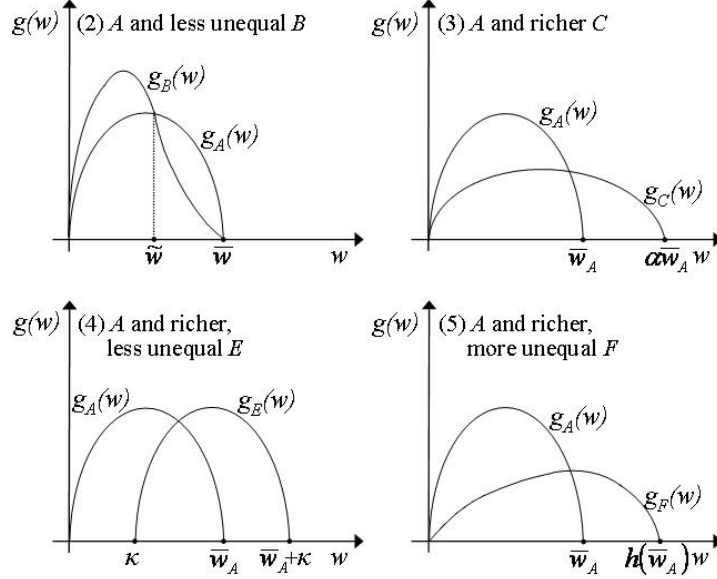 g(w) (2) A and less unequal B
g_B(w)
g_A(w)
w̃ w̅ w
g(w) (3) A and richer C
g_A(w)
g_C(w)
w̅_A αw̅_A w
g(w) (4) A and richer,
less unequal E
g_A(w) g_E(w)
κ w̅_A w̅_A+κ w
g(w) (5) A and richer,
more unequal F
g_A(w)
g_F(w)
w̅_A h(w̅_A) w